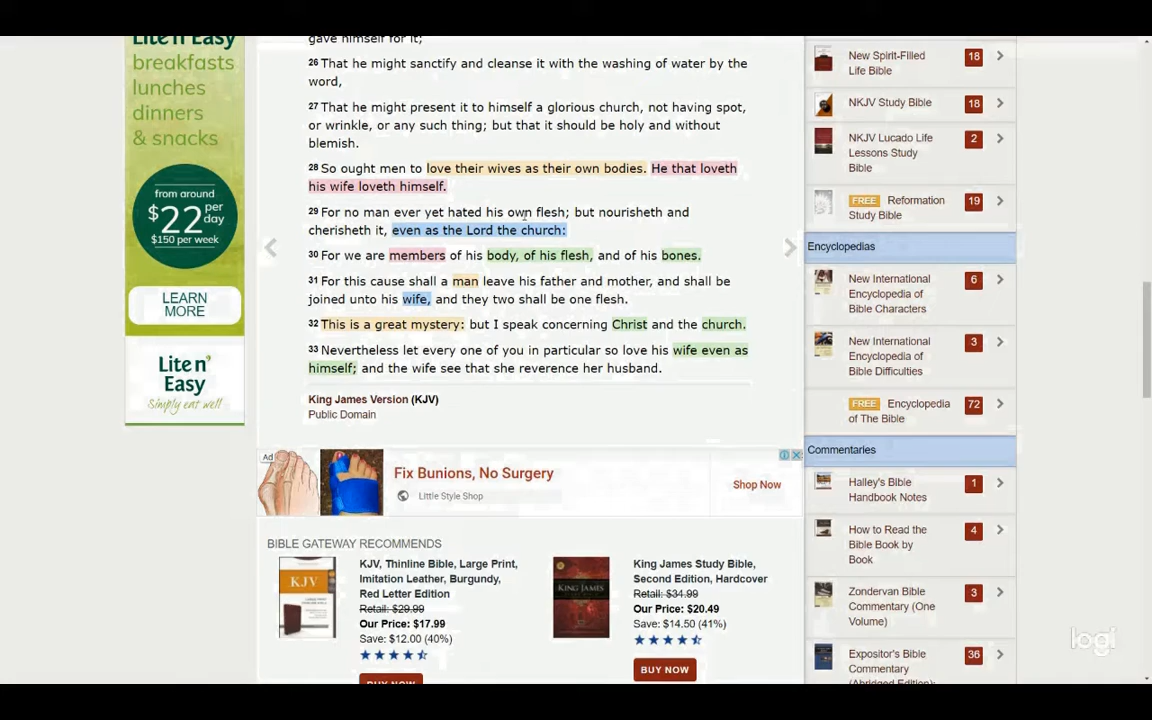 Lite n' Easy
breakfasts
lunches
dinners
& snacks
from around
$22 per day
$150 per week
LEARN
MORE
Lite n'
Easy
Simply eat well
gave himself for it;
26 That he might sanctify and cleanse it with the washing of water by the
word,
27 That he might present it to himself a glorious church, not having spot,
or wrinkle, or any such thing; but that it should be holy and without
blemish.
28 So ought men to love their wives as their own bodies. He that loveth
his wife loveth himself.
29 For no man ever yet hated his own flesh; but nourisheth and
cherisheth it, even as the Lord the church:
30 For we are members of his body, of his flesh, and of his bones.
31 For this cause shall a man leave his father and mother, and shall be
joined unto his wife, and they two shall be one flesh.
32 This is a great mystery: but I speak concerning Christ and the church.
33 Nevertheless let every one of you in particular so love his wife even as
himself; and the wife see that she reverence her husband.
King James Version (KJV)
Public Domain
Ad
Fix Bunions, No Surgery
Little Style Shop
Shop Now
BIBLE GATEWAY RECOMMENDS
KJV
KJV, Thinline Bible, Large Print,
Imitation Leather, Burgundy,
Red Letter Edition
Retail: $29.99
Our Price: $17.99
Save: $12.00 (40%)
BUY NOW
KING JAMES
King James Study Bible,
Second Edition, Hardcover
Retail: $34.99
Our Price: $20.49
Save: $14.50 (41%)
BUY NOW
New Spirit-Filled
Life Bible
18
NKJV Study Bible
18
NKJV Lucado Life
Lessons Study
Bible
2
FREE Reformation
Study Bible
19
Encyclopedias
New International
Encyclopedia of
Bible Characters
6
New International
Encyclopedia of
Bible Difficulties
3
FREE Encyclopedia
of The Bible
72
Commentaries
Halley's Bible
Handbook Notes
1
How to Read the
Bible Book by
Book
4
Zondervan Bible
Commentary (One
Volume)
3
Expositor's Bible
Commentary
(Abridged Edition):
36
logi